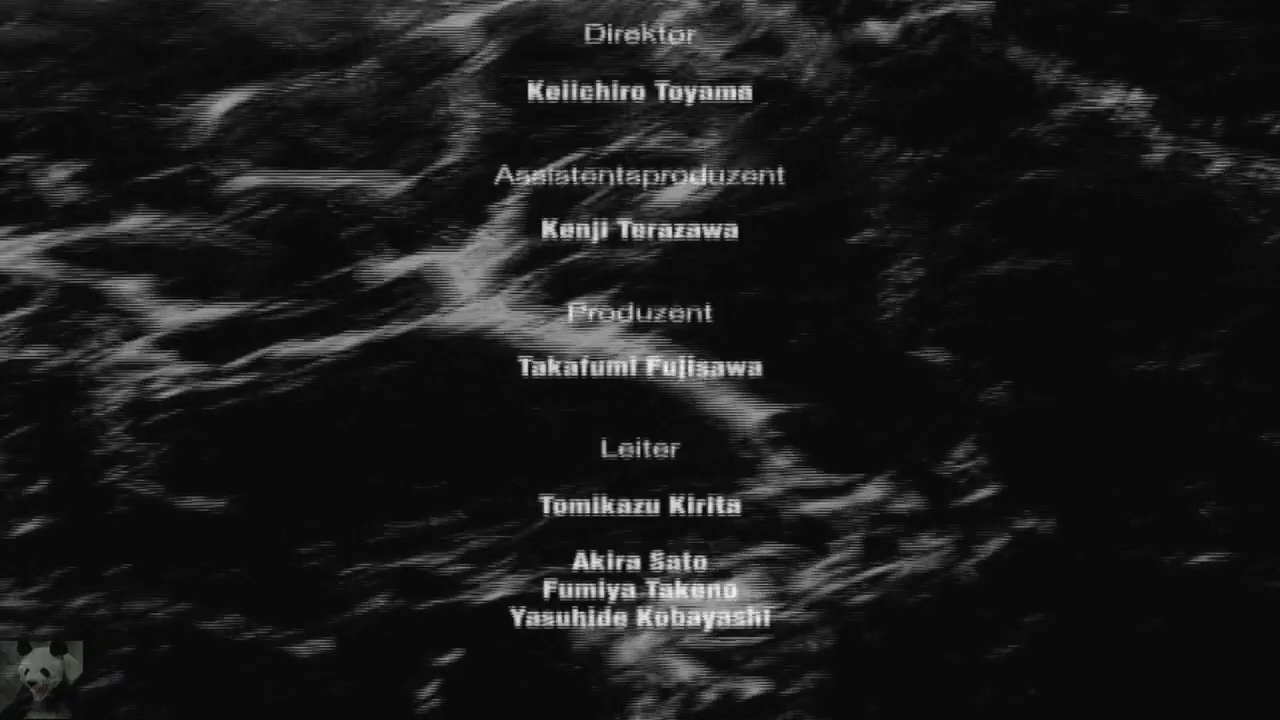 Direktor
Keiichiro Toyama
Assistentsproduzent
Kenji Terazawa
Produzent
Takafumi Fujisawa
Leiter
Tomikazu Kirita
Akira Sato
Fumiya Takeno
Yasuhide Kobayashi